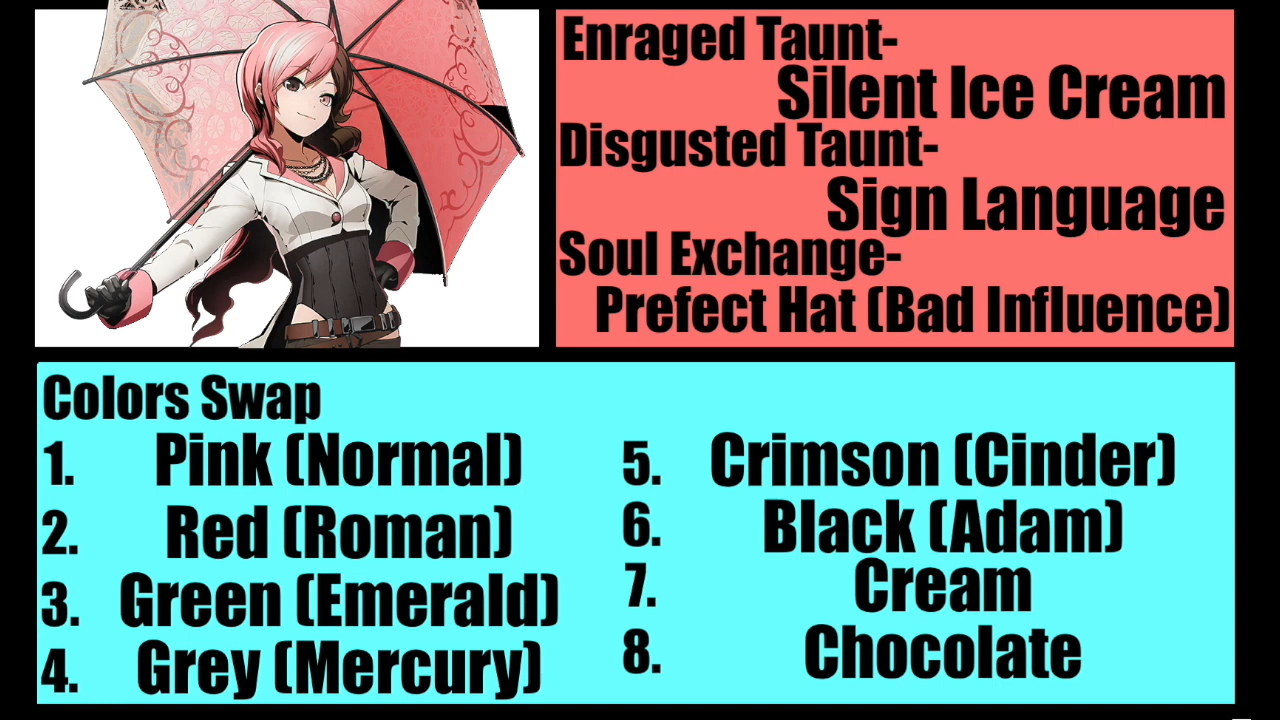 Enraged Taunt-
Silent Ice Cream
Disgusted Taunt-
Sign Language
Soul Exchange-
Prefect Hat (Bad Influence)
Colors Swap
1. Pink (Normal)
2. Red (Roman)
3. Green (Emerald)
4. Grey (Mercury)
5. Crimson (Cinder)
6. Black (Adam)
7. Cream
8. Chocolate